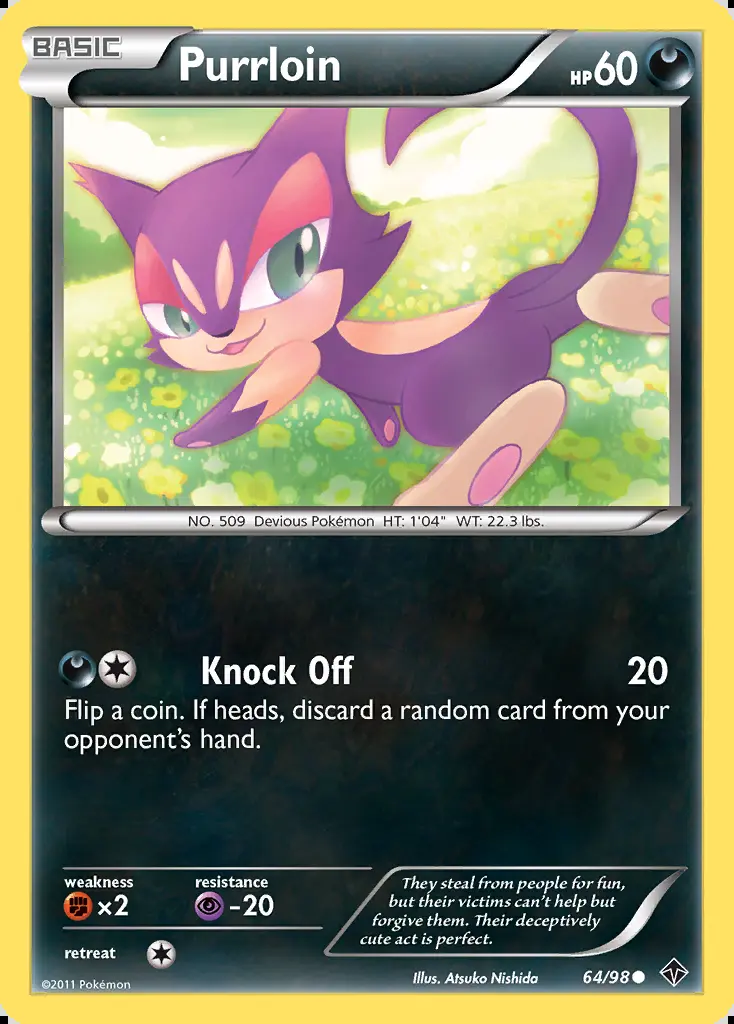 BASIC
Purrloin
HP60
NO. 509 Devious Pokémon HT: 1'04" WT: 22.3 lbs.
Knock Off 20
Flip a coin. If heads, discard a random card from your
opponent's hand.
weakness
×2
resistance
-20
retreat
They steal from people for fun,
but their victims can't help but
forgive them. Their deceptively
cute act is perfect.
©2011 Pokémon
Illus. Atsuko Nishida
64/98